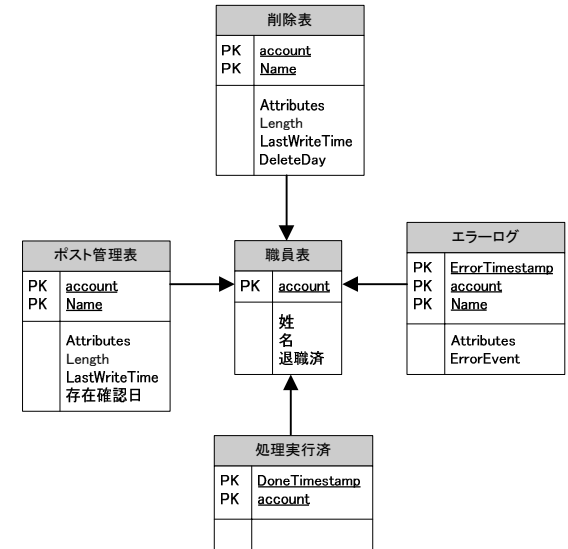 削除表
PK account
PK Name
Attributes
Length
LastWriteTime
DeleteDay
ポスト管理表
PK account
PK Name
Attributes
Length
LastWriteTime
存在確認日
職員表
PK account
姓
名
退職済
エラーログ
PK ErrorTimestamp
PK account
PK Name
Attributes
ErrorEvent
処理実行済
PK DoneTimestamp
PK account